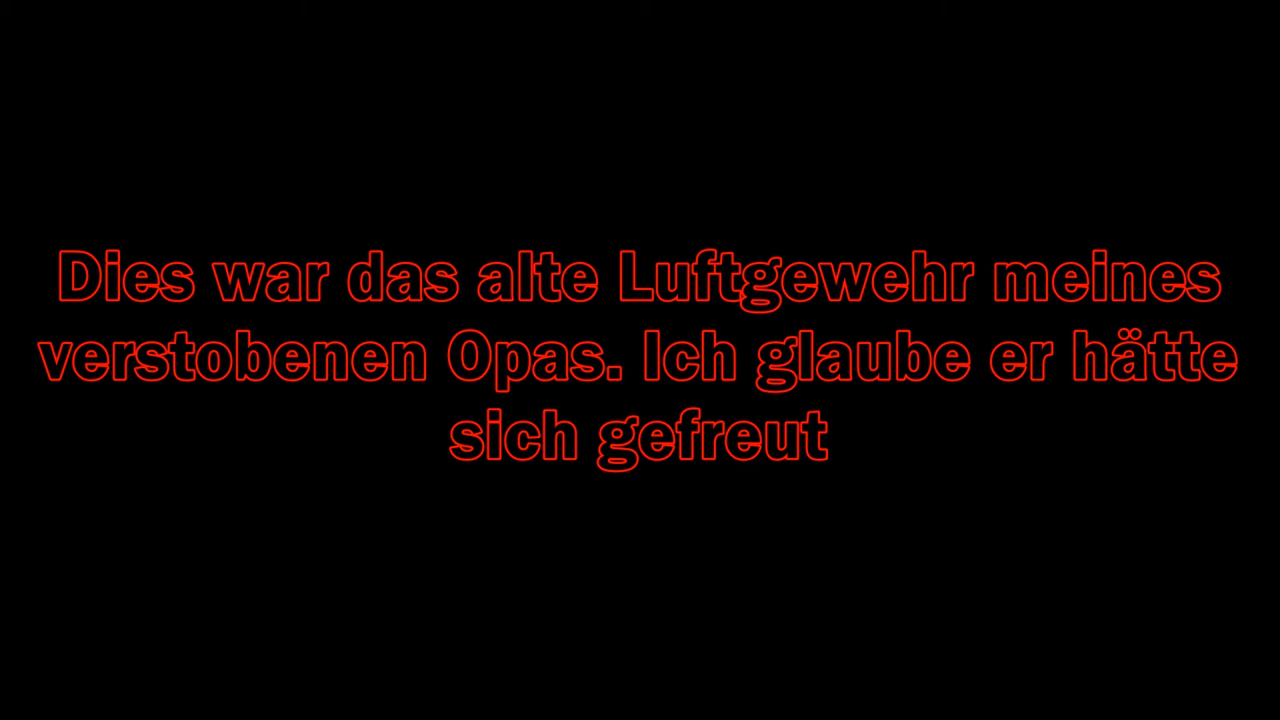 Dies war das alte Luftgewehr meines
verstobenen Opas. Ich glaube er hätte
sich gefreut